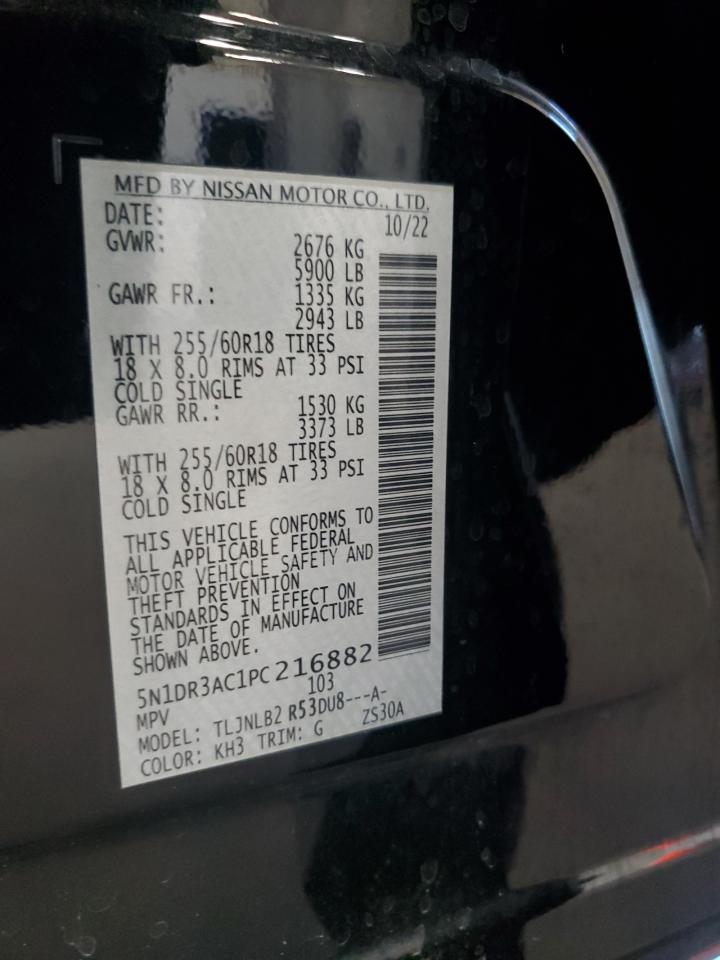 MFD BY NISSAN MOTOR CO., LTD.
DATE: 10/22
GVWR: 2676 KG
5900 LB
GAWR FR.: 1335 KG
2943 LB
WITH 255/60R18 TIRES
18 X 8.0 RIMS AT 33 PSI
COLD SINGLE
GAWR RR.: 1530 KG
3373 LB
WITH 255/60R18 TIRES
18 X 8.0 RIMS AT 33 PSI
COLD SINGLE
THIS VEHICLE CONFORMS TO
ALL APPLICABLE FEDERAL
MOTOR VEHICLE SAFETY AND
THEFT PREVENTION
STANDARDS IN EFFECT ON
THE DATE OF MANUFACTURE
SHOWN ABOVE.
5N1DR3AC1PC216882
MPV 103
MODEL: TLJNLB2 R53DU8---A-
COLOR: KH3 TRIM: G ZS30A